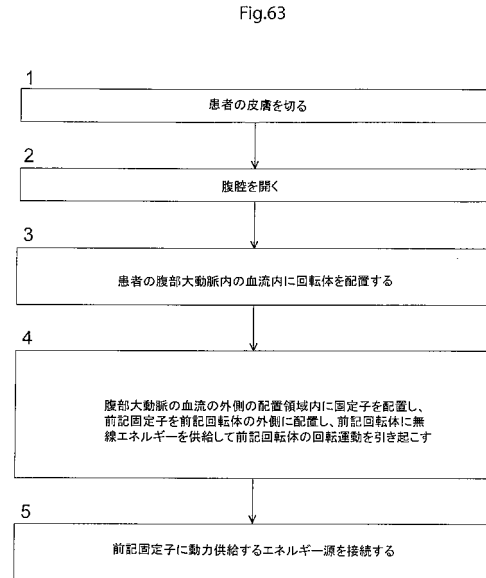 Fig.63
1
患者の皮膚を切る
2
腹腔を開く
3
患者の腹部大動脈内の血流内に回転体を配置する
4
腹部大動脈の血流の外側の配置領域内に固定子を配置し、
前記固定子を前記回転体の外側に配置し、前記回転体に無
線エネルギーを供給して前記回転体の回転運動を引き起こす
5
前記固定子に動力供給するエネルギー源を接続する